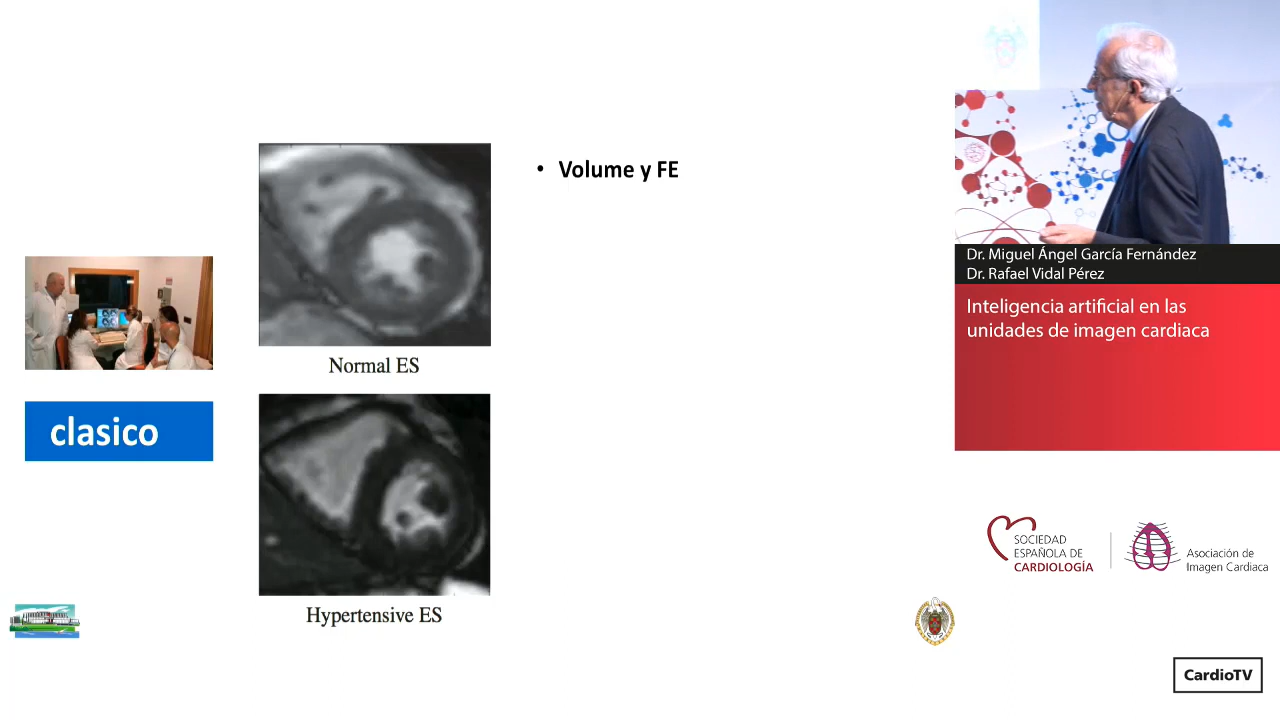 • Volume y FE
Normal ES
clasico
Hypertensive ES
Dr. Miguel Ángel García Fernández
Dr. Rafael Vidal Pérez
Inteligencia artificial en las
unidades de imagen cardiaca
SOCIEDAD
ESPAÑOLA DE
CARDIOLOGÍA
Asociación de
Imagen Cardiaca
CardioTV